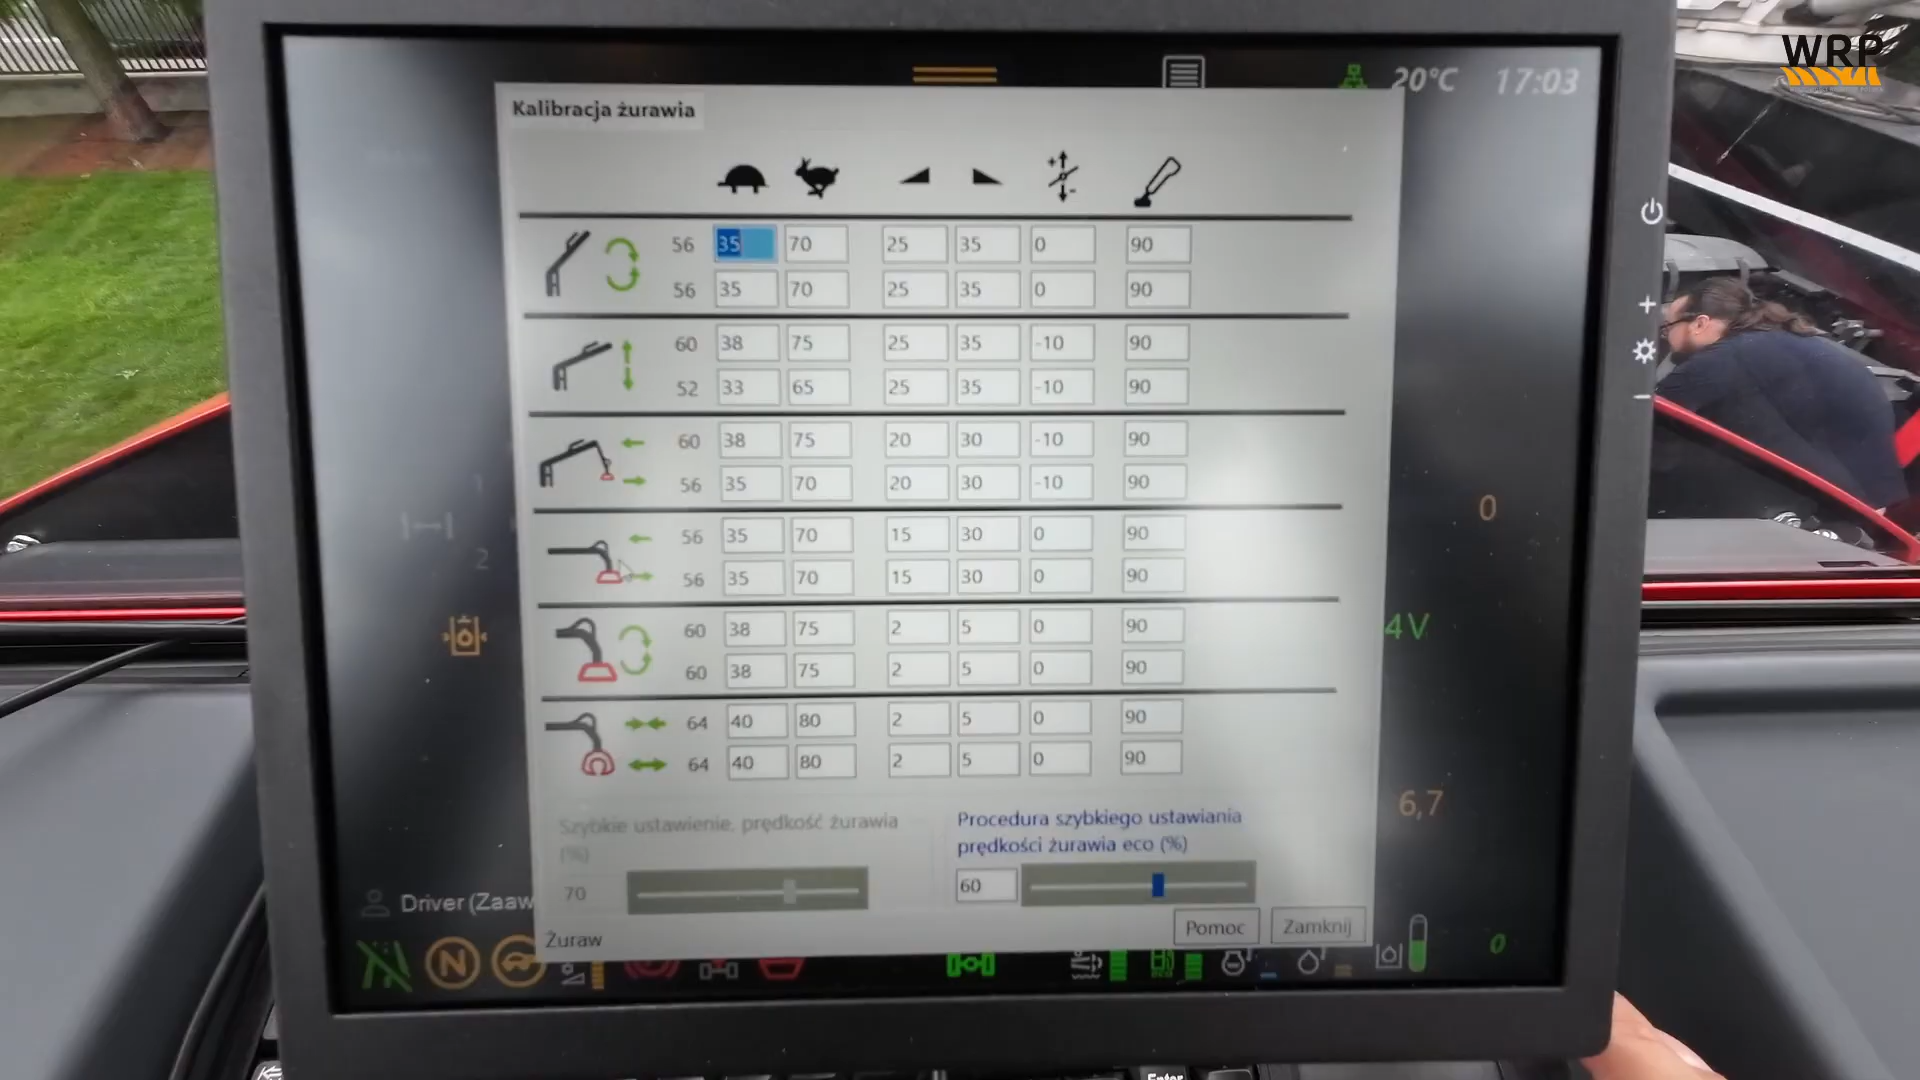 WRP
20°C 17:03
Kalibracja żurawia
56 35 70 25 35 0 90
56 35 70 25 35 0 90
60 38 75 25 35 -10 90
52 33 65 25 35 -10 90
60 38 75 20 30 -10 90
56 35 70 20 30 -10 90
56 35 70 15 30 0 90
56 35 70 15 30 0 90
60 38 75 2 5 0 90
60 38 75 2 5 0 90
64 40 80 2 5 0 90
64 40 80 2 5 0 90
1
2
0
4V
6,7
Szybkie ustawienie, prędkość żurawia
(%)
70
Procedura szybkiego ustawiania
prędkości żurawia eco (%)
60
Driver (Zaaw
Pomoc Zamknij
Żuraw
N
0
Enter